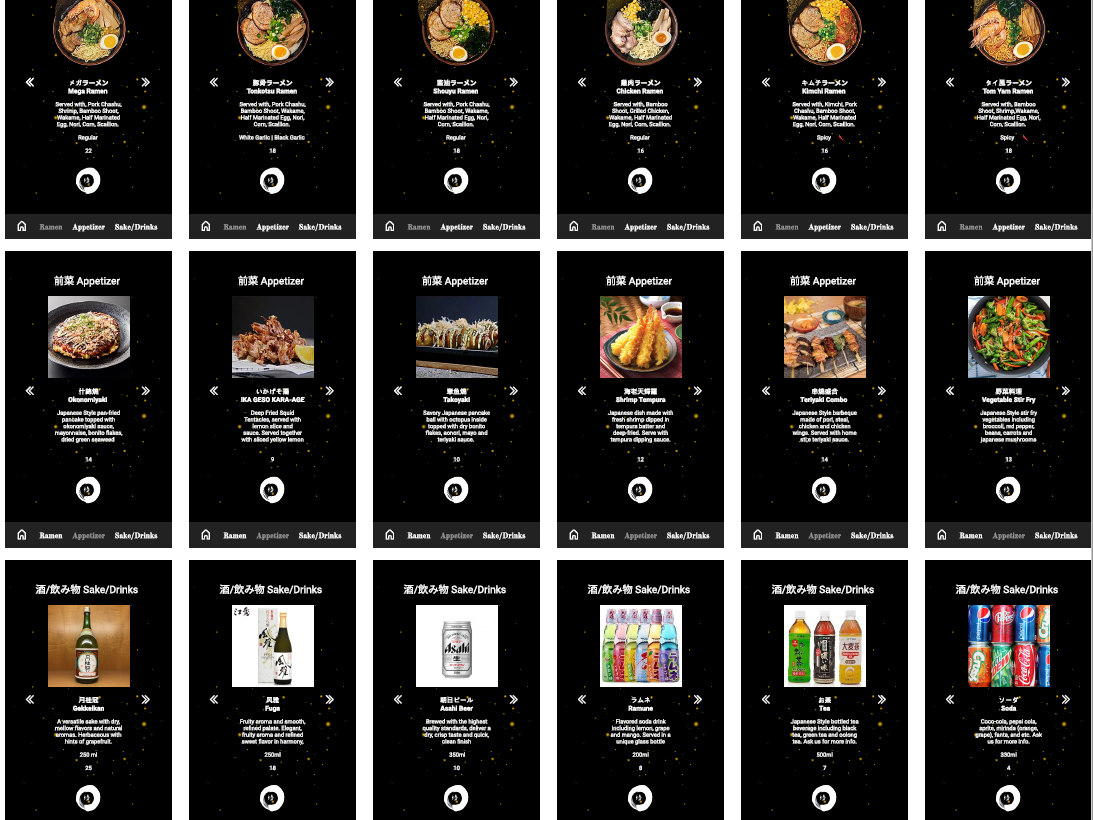 メガラーメン
Mega Ramen
Served with, Pork Chashu,
Shrimp, Bamboo Shoot,
Wakame, Half Marinated
Egg, Nori, Corn, Scallion.
Regular
22
Ramen Appetizer Sake/Drinks
豚骨ラーメン
Tonkotsu Ramen
Served with, Pork Chashu,
Bamboo Shoot, Wakame,
Half Marinated Egg, Nori,
Corn, Scallion.
White Garlic | Black Garlic
18
Ramen Appetizer Sake/Drinks
醤油ラーメン
Shouyu Ramen
Served with, Pork Chashu,
Bamboo Shoot, Wakame,
Half Marinated Egg, Nori,
Corn, Scallion.
Regular
18
Ramen Appetizer Sake/Drinks
鶏肉ラーメン
Chicken Ramen
Served with, Bamboo
Shoot, Grilled Chicken,
Wakame, Half Marinated
Egg, Nori, Corn, Scallion.
Regular
16
Ramen Appetizer Sake/Drinks
キムチラーメン
Kimchi Ramen
Served with, Kimchi, Pork
Chashu, Bamboo Shoot,
Wakame, Half Marinated
Egg, Nori, Corn, Scallion.
Spicy
16
Ramen Appetizer Sake/Drinks
タイ風ラーメン
Tom Yam Ramen
Served with, Bamboo
Shoot, Shrimp,Wakame,
Half Marinated Egg, Nori,
Corn, Scallion.
Spicy
18
Ramen Appetizer Sake/Drinks
前菜 Appetizer
什錦燒
Okonomiyaki
Japanese Style pan-fried
pancake topped with
okonomiyaki sauce,
mayonnaise, bonito flakes,
dried green seaweed
14
Ramen Appetizer Sake/Drinks
前菜 Appetizer
いかげそ揚
IKA GESO KARA-AGE
Deep Fried Squid
Tentacles, served with
lemon slice and
sauce. Served together
with sliced yellow lemon
9
Ramen Appetizer Sake/Drinks
前菜 Appetizer
章魚燒
Takoyaki
Savory Japanese pancake
ball with octopus inside
topped with dry bonito
flakes, aonori, mayo and
teriyaki sauce.
10
Ramen Appetizer Sake/Drinks
前菜 Appetizer
海老天婦羅
Shrimp Tempura
Japanese dish made with
fresh shrimp dipped in
tempura batter and
deep-fried. Serve with
tempura dipping sauce.
12
Ramen Appetizer Sake/Drinks
前菜 Appetizer
串燒盛合
Teriyaki Combo
Japanese Style barbeque
made of pork, steak,
chicken and chicken
wings. Served with home
style teriyaki sauce.
14
Ramen Appetizer Sake/Drinks
前菜 Appetizer
野菜料理
Vegetable Stir Fry
Japanese Style stir fry
vegetables including
broccoli, red pepper,
beans, carrots and
japanese mushrooms
13
Ramen Appetizer Sake/Drinks
酒/飲み物 Sake/Drinks
月桂冠
Gekkeikan
A versatile sake with dry,
mellow flavors and natural
aromas. Herbaceous with
hints of grapefruit.
250 ml
25
酒/飲み物 Sake/Drinks
風雅
Fuga
Fruity aroma and smooth,
refined palate. Elegant,
fruity aroma and refined
sweet flavor in harmony.
250ml
18
酒/飲み物 Sake/Drinks
Asahi
朝日ビール
Asahi Beer
Brewed with the highest
quality standards, deliver a
dry, crisp taste and quick,
clean finish
350ml
10
酒/飲み物 Sake/Drinks
ラムネ
Ramune
Flavored soda drink
including lemon, grape
and mango. Served in a
unique glass bottle
200ml
8
酒/飲み物 Sake/Drinks
お茶
Tea
Japanese Style bottled tea
beverage including black
tea, green tea and oolong
tea. Ask us for more info.
500ml
7
酒/飲み物 Sake/Drinks
ソーダ
Soda
Coco-cola, pepsi cola,
sprite, mirinda (orange,
grape), fanta, and etc. Ask
us for more info.
330ml
4